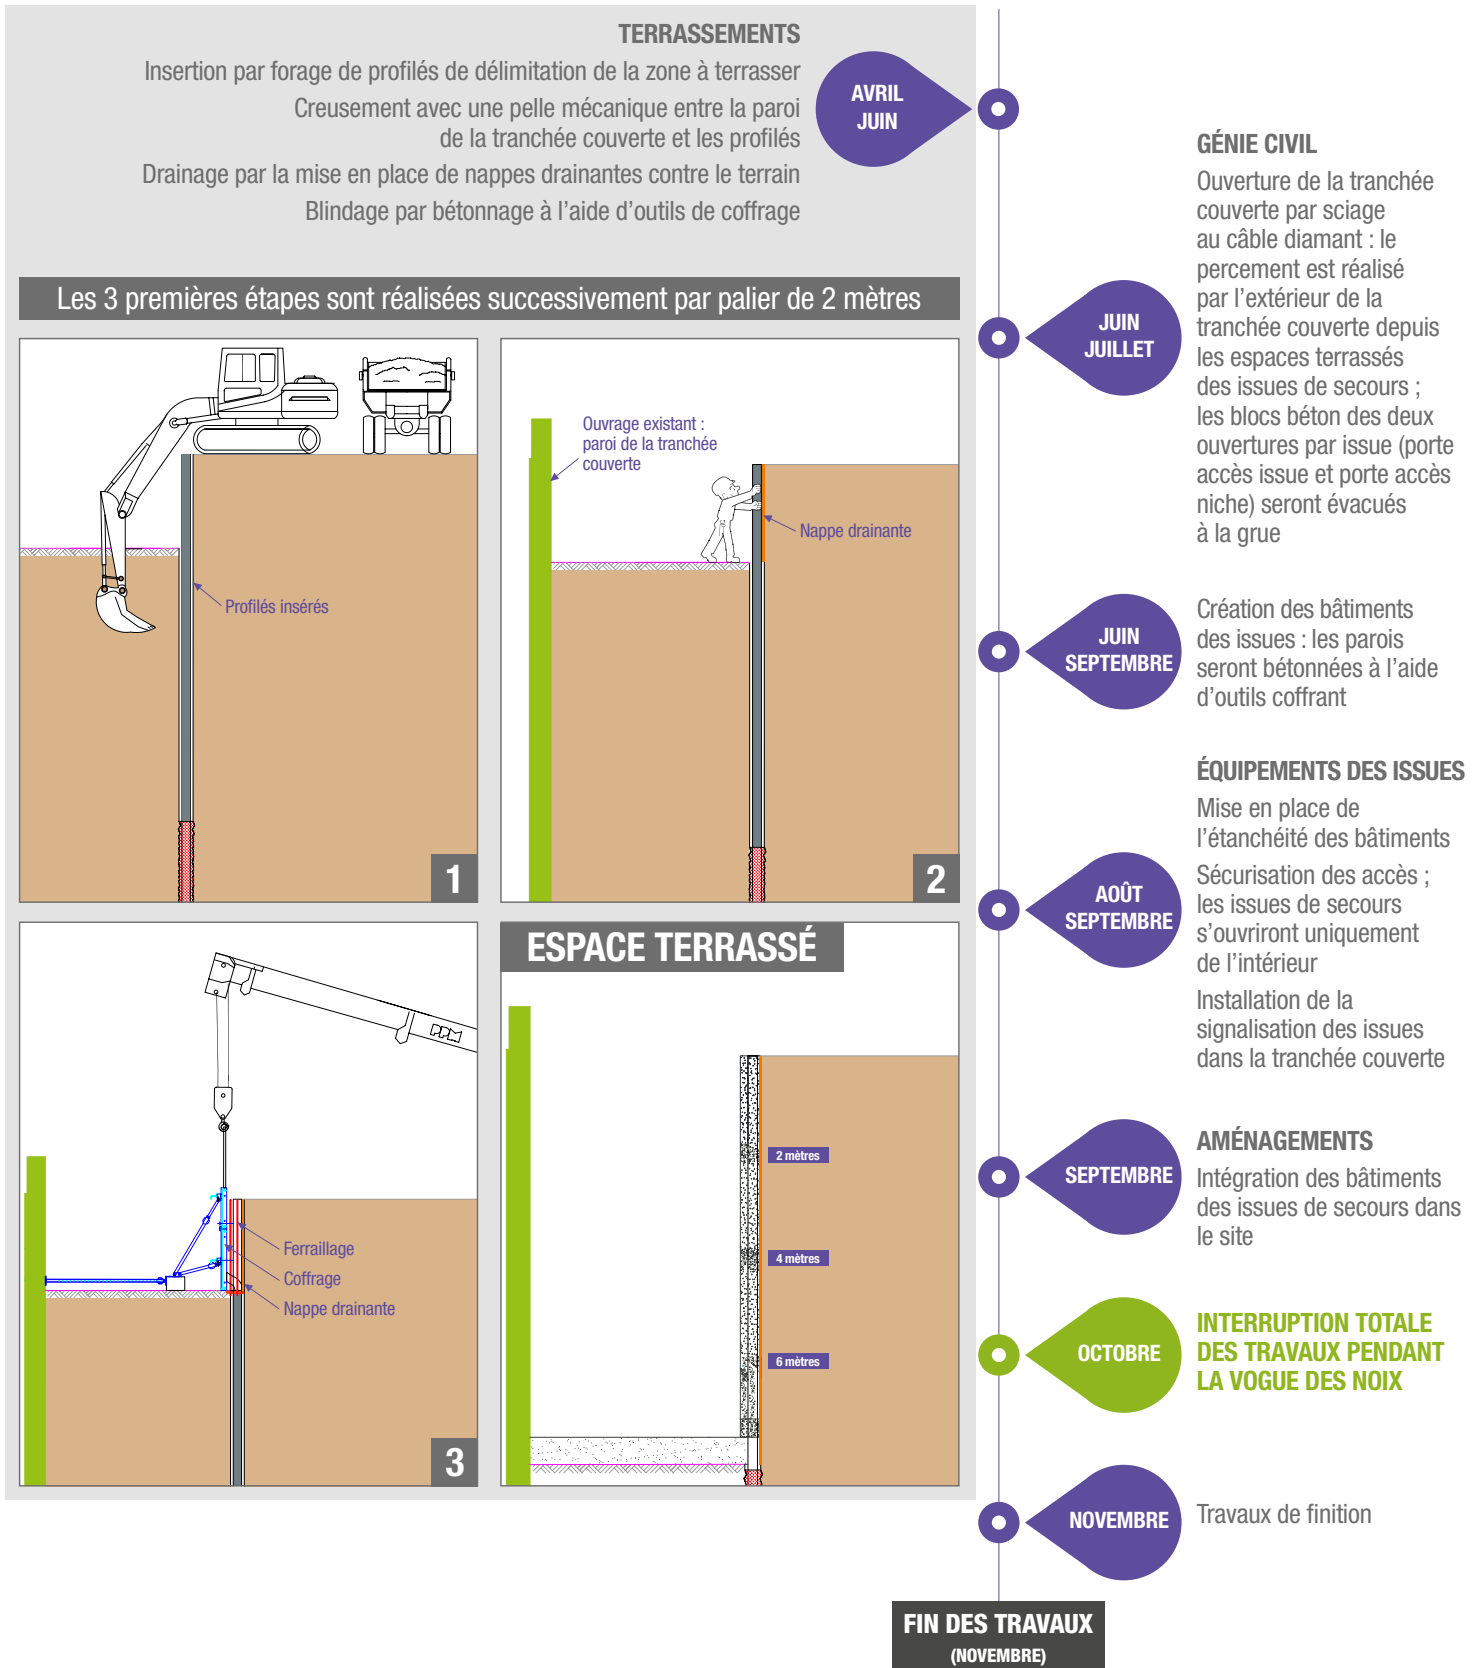 TERRASSEMENTS
Insertion par forage de profilés de délimitation de la zone à terrasser
Creusement avec une pelle mécanique entre la paroi
de la tranchée couverte et les profilés
Drainage par la mise en place de nappes drainantes contre le terrain
Blindage par bétonnage à l'aide d'outils de coffrage
AVRIL
JUIN
Les 3 premières étapes sont réalisées successivement par palier de 2 mètres
Profilés insérés
1
Ouvrage existant :
paroi de la tranchée
couverte
Nappe drainante
2
PPM
Ferraillage
Coffrage
Nappe drainante
3
ESPACE TERRASSÉ
2 mètres
4 mètres
6 mètres
JUIN
JUILLET
GÉNIE CIVIL
Ouverture de la tranchée
couverte par sciage
au câble diamant : le
percement est réalisé
par l'extérieur de la
tranchée couverte depuis
les espaces terrassés
des issues de secours ;
les blocs béton des deux
ouvertures par issue (porte
accès issue et porte accès
niche) seront évacués
à la grue
JUIN
SEPTEMBRE
Création des bâtiments
des issues : les parois
seront bétonnées à l'aide
d'outils coffrant
AOÛT
SEPTEMBRE
ÉQUIPEMENTS DES ISSUES
Mise en place de
l'étanchéité des bâtiments
Sécurisation des accès ;
les issues de secours
s'ouvriront uniquement
de l'intérieur
Installation de la
signalisation des issues
dans la tranchée couverte
SEPTEMBRE
AMÉNAGEMENTS
Intégration des bâtiments
des issues de secours dans
le site
OCTOBRE
INTERRUPTION TOTALE
DES TRAVAUX PENDANT
LA VOGUE DES NOIX
NOVEMBRE
Travaux de finition
FIN DES TRAVAUX
(NOVEMBRE)